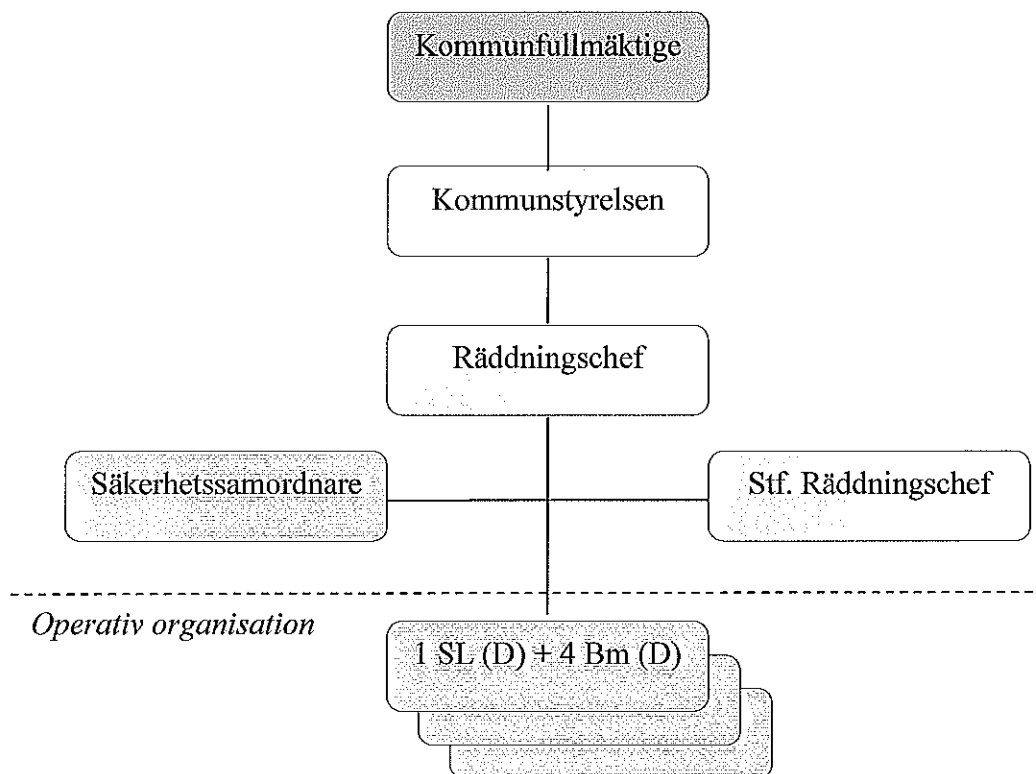 Kommunfullmäktige
Kommunstyrelsen
Räddningschef
Säkerhetssamordnare
Stf. Räddningschef
Operativ organisation
1 SL (D) + 4 Bm (D)